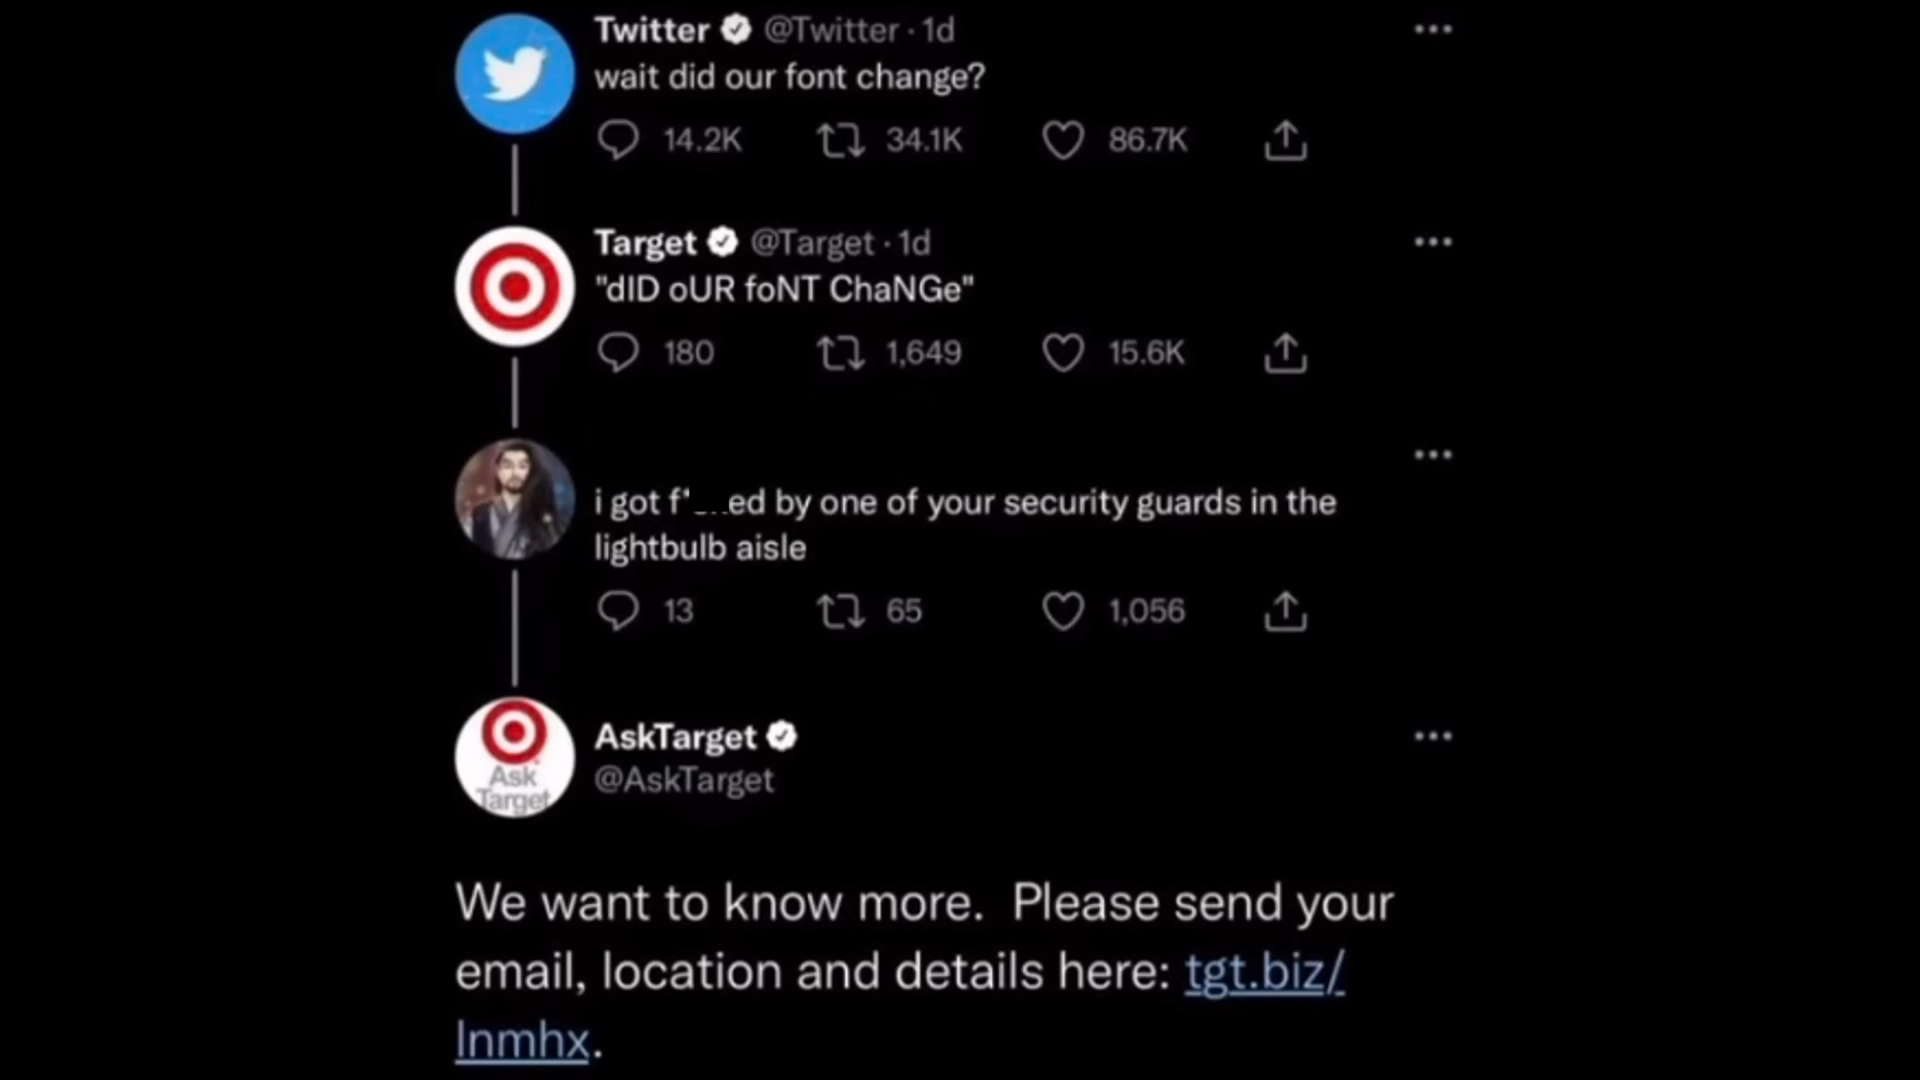 Twitter @Twitter · 1d
wait did our font change?
14.2K 34.1K 86.7K
Target @Target · 1d
"dID oUR foNT ChaNGe"
180 1,649 15.6K
i got ed by one of your security guards in the
lightbulb aisle
13 65 1,056
Ask
Target
AskTarget
@AskTarget
We want to know more. Please send your
email, location and details here: tgt.biz/
lnmhx.